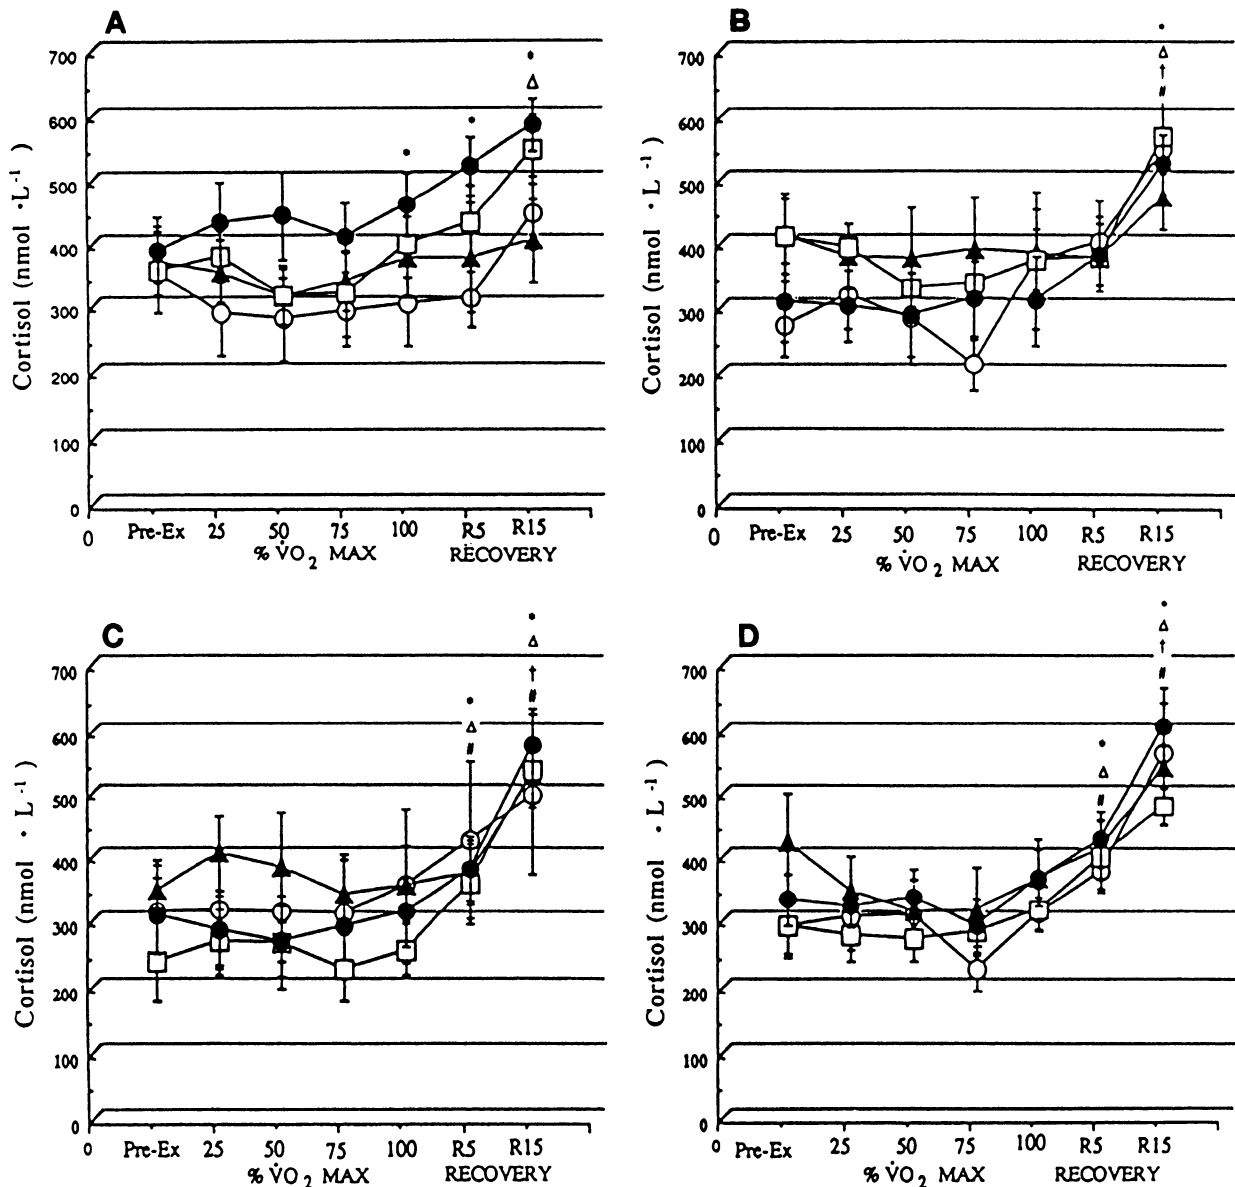 A
700
600
500
400
300
200
100
0
Cortisol (nmol · L⁻¹)
0 Pre-Ex 25 50 75 100 R5 R15
% V̇O₂ MAX RECOVERY
*
*
*
Δ
B
700
600
500
400
300
200
100
0
Cortisol (nmol · L⁻¹)
0 Pre-Ex 25 50 75 100 R5 R15
% V̇O₂ MAX RECOVERY
*
Δ
†
#
C
700
600
500
400
300
200
100
0
Cortisol (nmol · L⁻¹)
0 Pre-Ex 25 50 75 100 R5 R15
% V̇O₂ MAX RECOVERY
*
Δ
#
*
Δ
†
#
D
700
600
500
400
300
200
100
0
Cortisol (nmol · L⁻¹)
0 Pre-Ex 25 50 75 100 R5 R15
% V̇O₂ MAX RECOVERY
*
Δ
#
*
Δ
†
#